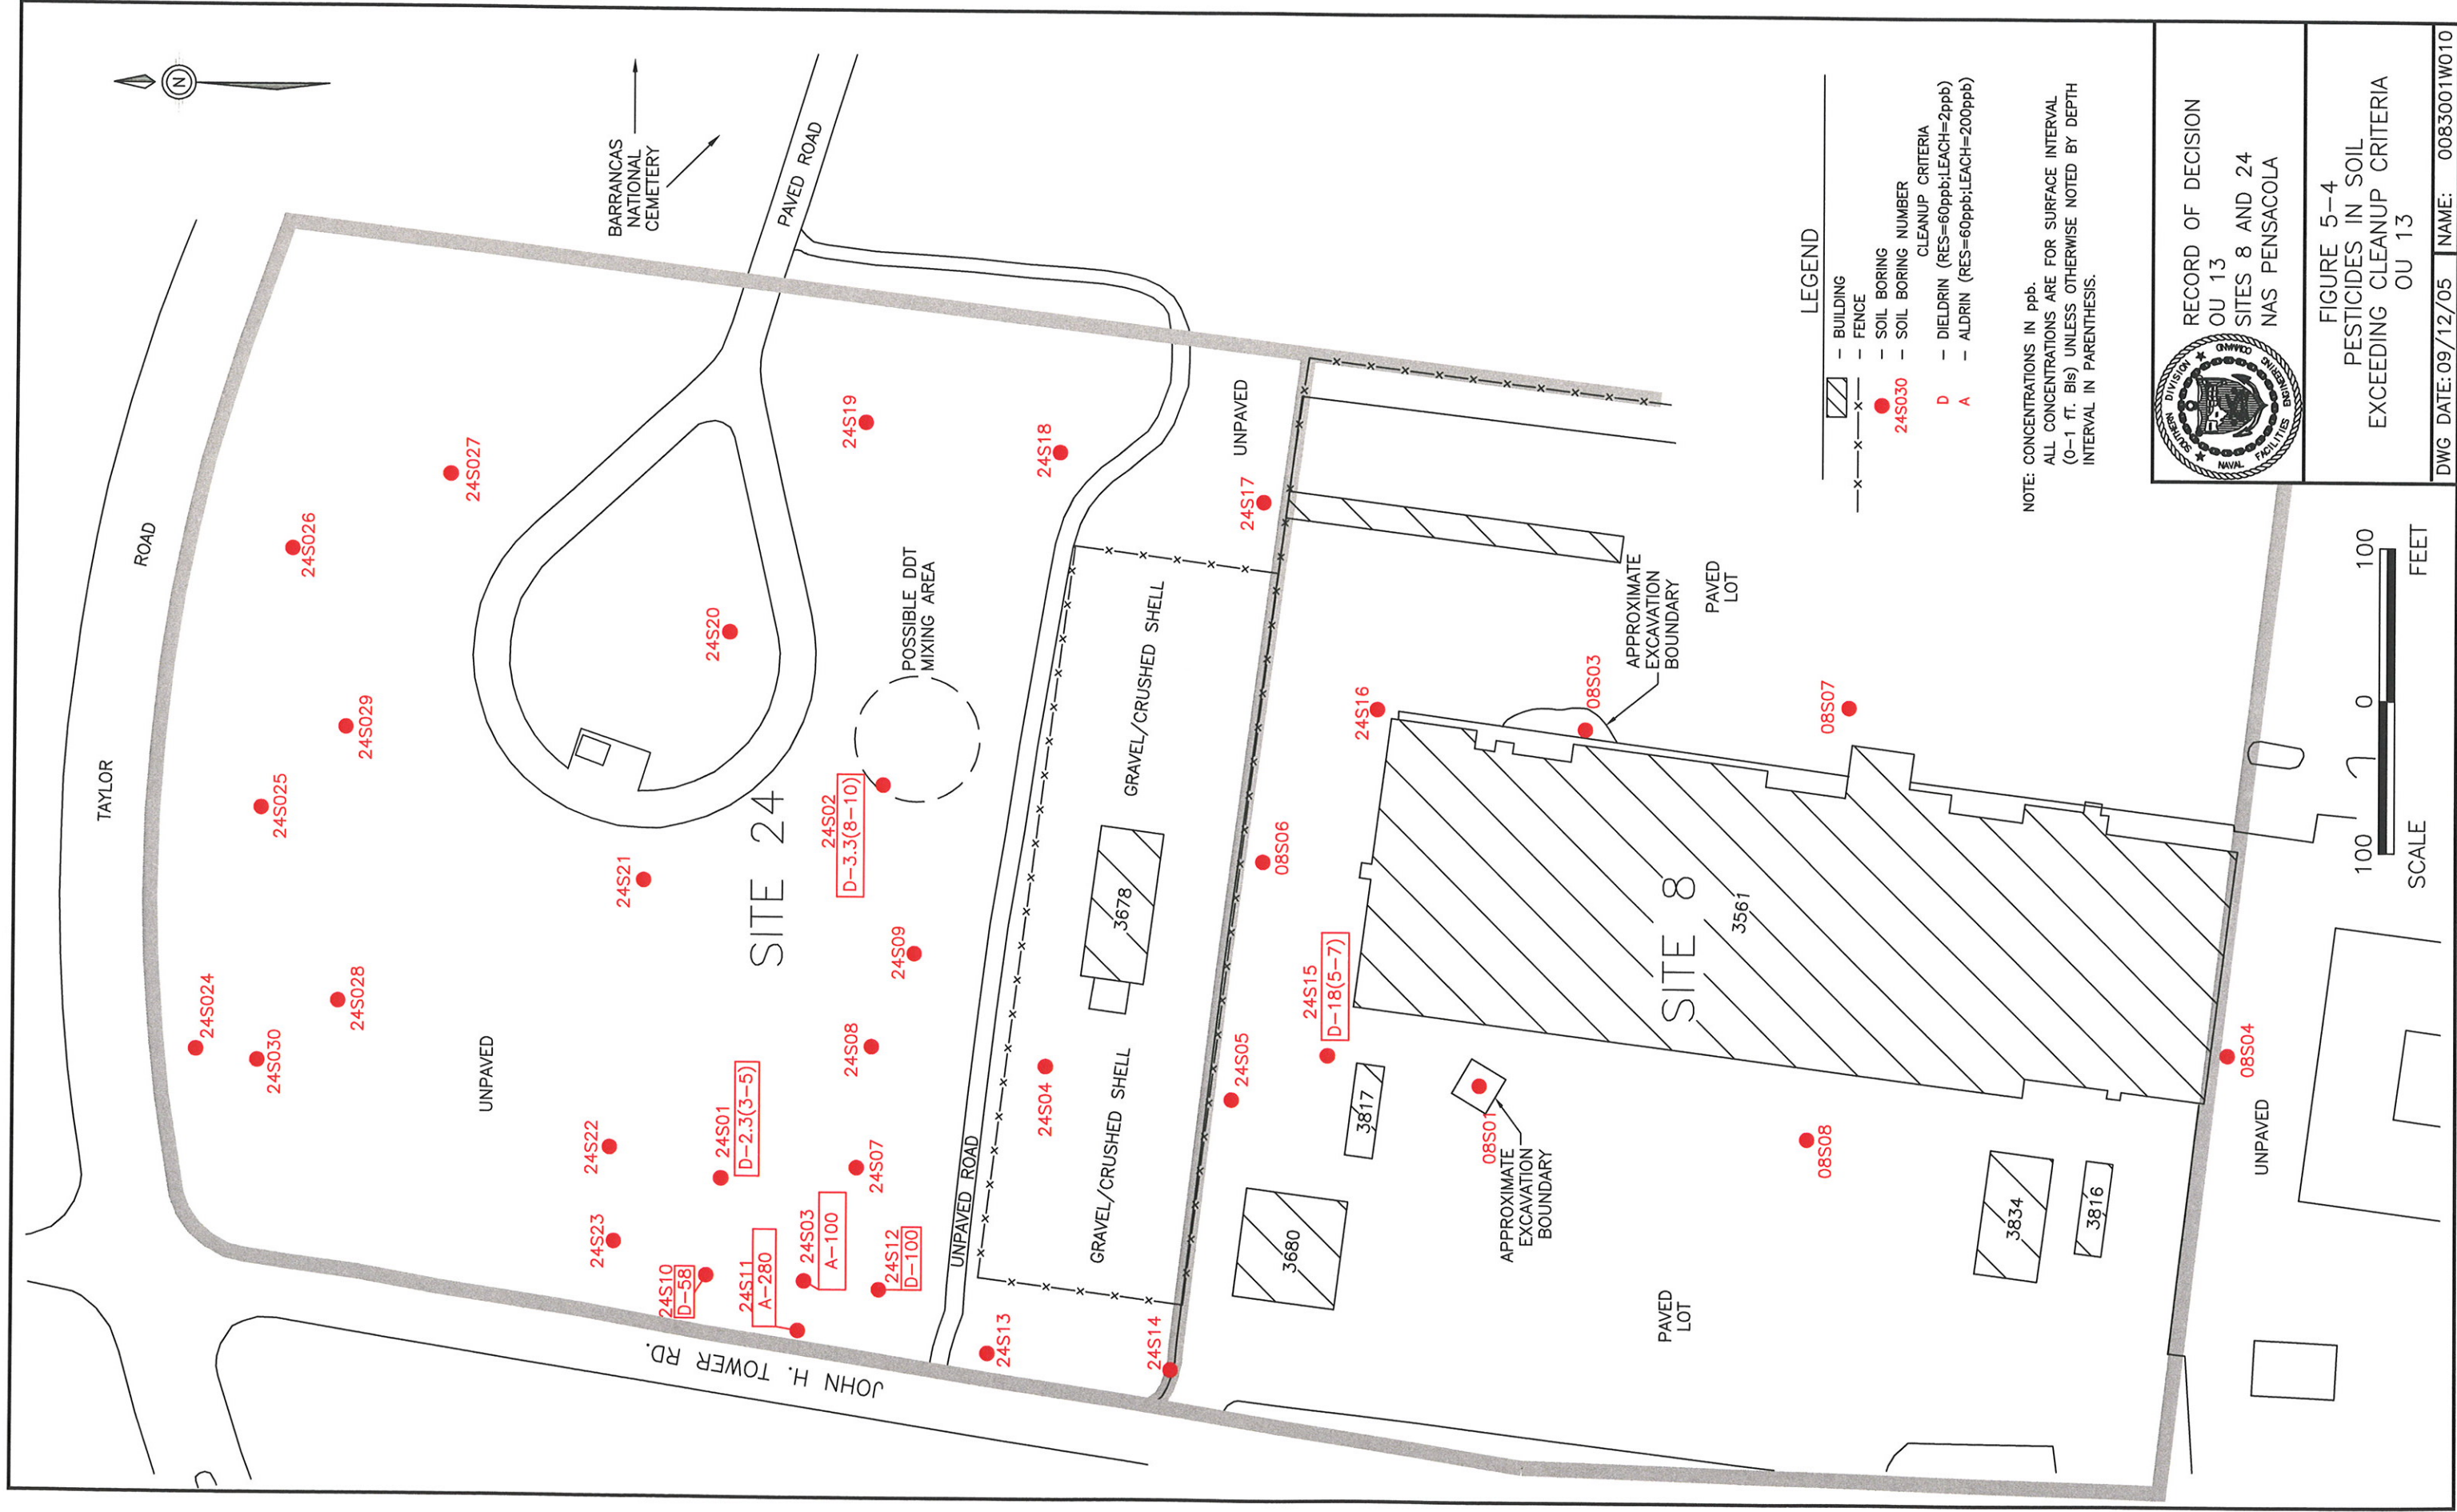 TAYLOR
ROAD
BARRANCAS
NATIONAL
CEMETERY
PAVED ROAD
N
24S024
24S030
24S028
24S025
24S029
24S026
24S027
24S20
24S19
24S18
24S21
UNPAVED
SITE 24
24S22
24S23
24S01
D-2.3(3-5)
24S10
D-58
24S11
A-280
24S03
A-100
24S12
D-100
24S07
24S08
24S09
24S02
D-3.3(8-10)
POSSIBLE DDT
MIXING AREA
JOHN H. TOWER RD.
UNPAVED ROAD
24S13
24S14
24S04
GRAVEL/CRUSHED SHELL
3678
GRAVEL/CRUSHED SHELL
UNPAVED
24S17
24S05
08S06
24S16
24S15
D-18(5-7)
3680
3817
08S01
APPROXIMATE
EXCAVATION
BOUNDARY
08S03
APPROXIMATE
EXCAVATION
BOUNDARY
PAVED
LOT
SITE 8
3561
08S07
08S08
PAVED
LOT
3834
3816
08S04
UNPAVED
100 0 100
SCALE FEET
LEGEND
- BUILDING
- FENCE
- SOIL BORING
24S030 - SOIL BORING NUMBER
CLEANUP CRITERIA
D - DIELDRIN (RES=60ppb;LEACH=2ppb)
A - ALDRIN (RES=60ppb;LEACH=200ppb)
NOTE: CONCENTRATIONS IN ppb.
ALL CONCENTRATIONS ARE FOR SURFACE INTERVAL
(0-1 fT. Bls) UNLESS OTHERWISE NOTED BY DEPTH
INTERVAL IN PARENTHESIS.
SOUTHERN DIVISION
NAVAL FACILITIES ENGINEERING COMMAND
RECORD OF DECISION
OU 13
SITES 8 AND 24
NAS PENSACOLA
FIGURE 5-4
PESTICIDES IN SOIL
EXCEEDING CLEANUP CRITERIA
OU 13
DWG DATE: 09/12/05 NAME: 0083001W010